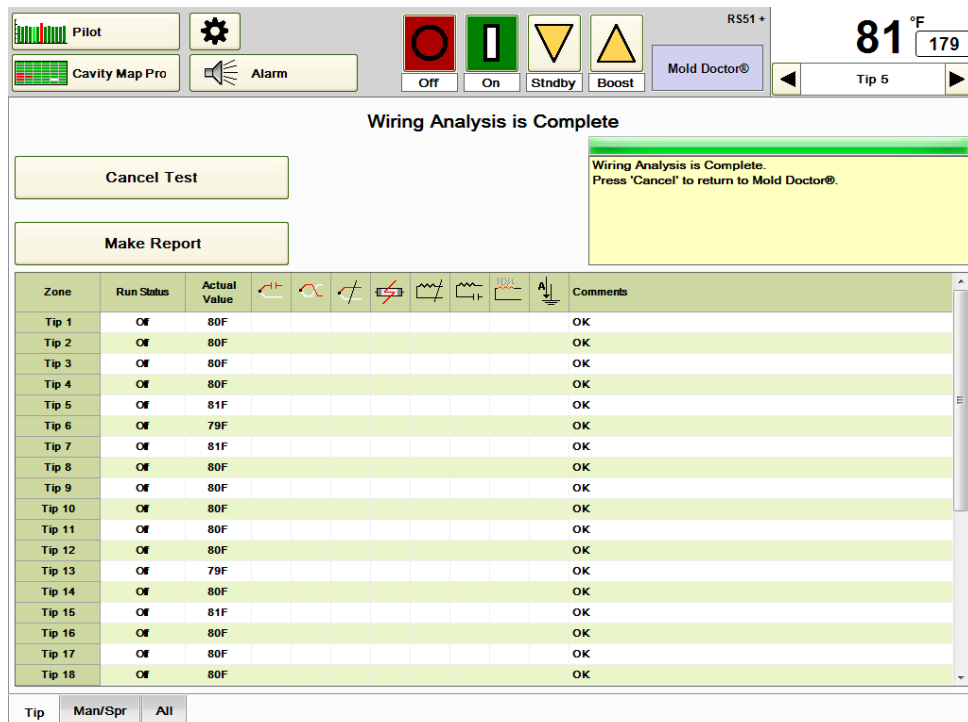 Pilot
RS51 +
81 °F
179
Cavity Map Pro
Alarm
Off On Stndby Boost
Mold Doctor®
Tip 5
Wiring Analysis is Complete
Cancel Test
Wiring Analysis is Complete.
Press 'Cancel' to return to Mold Doctor®.
Make Report
Zone Run Status Actual Value A Comments
Tip 1 Off 80F OK
Tip 2 Off 80F OK
Tip 3 Off 80F OK
Tip 4 Off 80F OK
Tip 5 Off 81F OK
Tip 6 Off 79F OK
Tip 7 Off 81F OK
Tip 8 Off 80F OK
Tip 9 Off 80F OK
Tip 10 Off 80F OK
Tip 11 Off 80F OK
Tip 12 Off 80F OK
Tip 13 Off 79F OK
Tip 14 Off 80F OK
Tip 15 Off 81F OK
Tip 16 Off 80F OK
Tip 17 Off 80F OK
Tip 18 Off 80F OK
Tip Man/Spr All